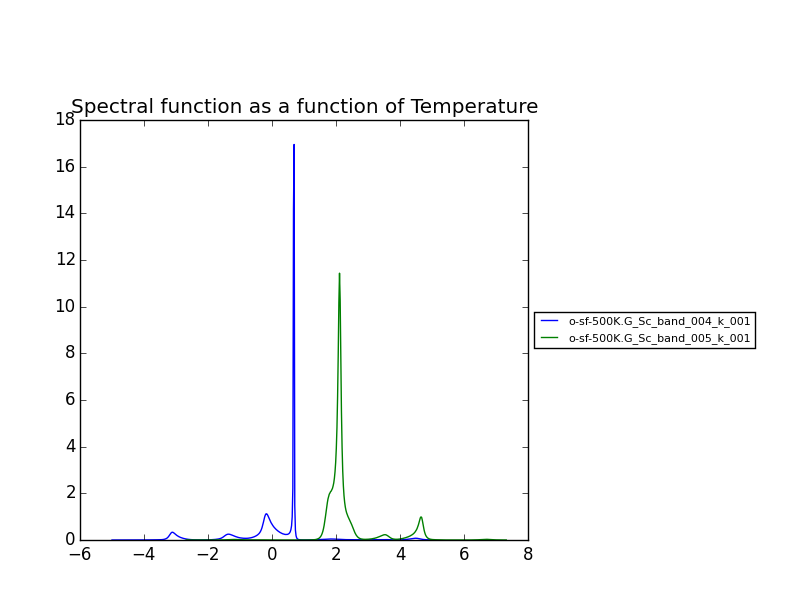 Spectral function as a function of Temperature
18
16
14
12
10
8
6
4
2
0
−6 −4 −2 0 2 4 6 8
o-sf-500K.G_Sc_band_004_k_001
o-sf-500K.G_Sc_band_005_k_001